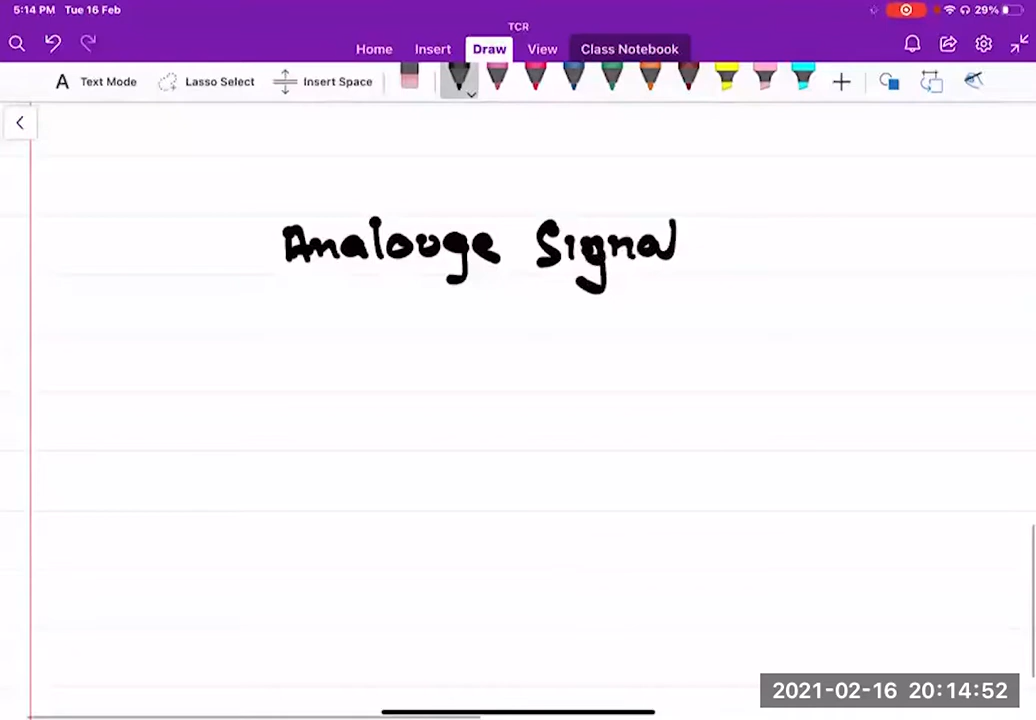 5:14 PM Tue 16 Feb 29%
TCR
Home Insert Draw View Class Notebook
A Text Mode Lasso Select Insert Space
Analouge Signal
2021-02-16 20:14:52